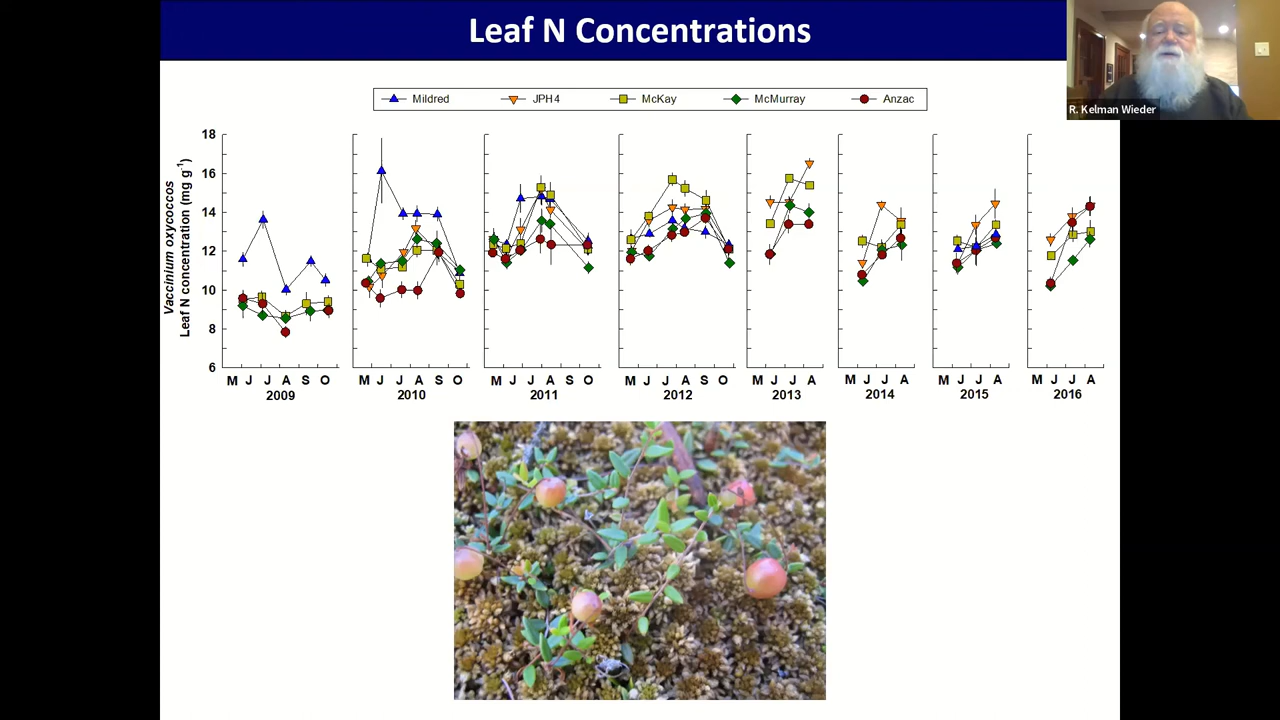 Leaf N Concentrations
R. Kelman Wieder
Mildred JPH4 McKay McMurray Anzac
Vaccinium oxycoccos
Leaf N concentration (mg g-1)
18
16
14
12
10
8
6
M J J A S O M J J A S O M J J A S O M J J A S O M J J A M J J A M J J A M J J A
2009 2010 2011 2012 2013 2014 2015 2016